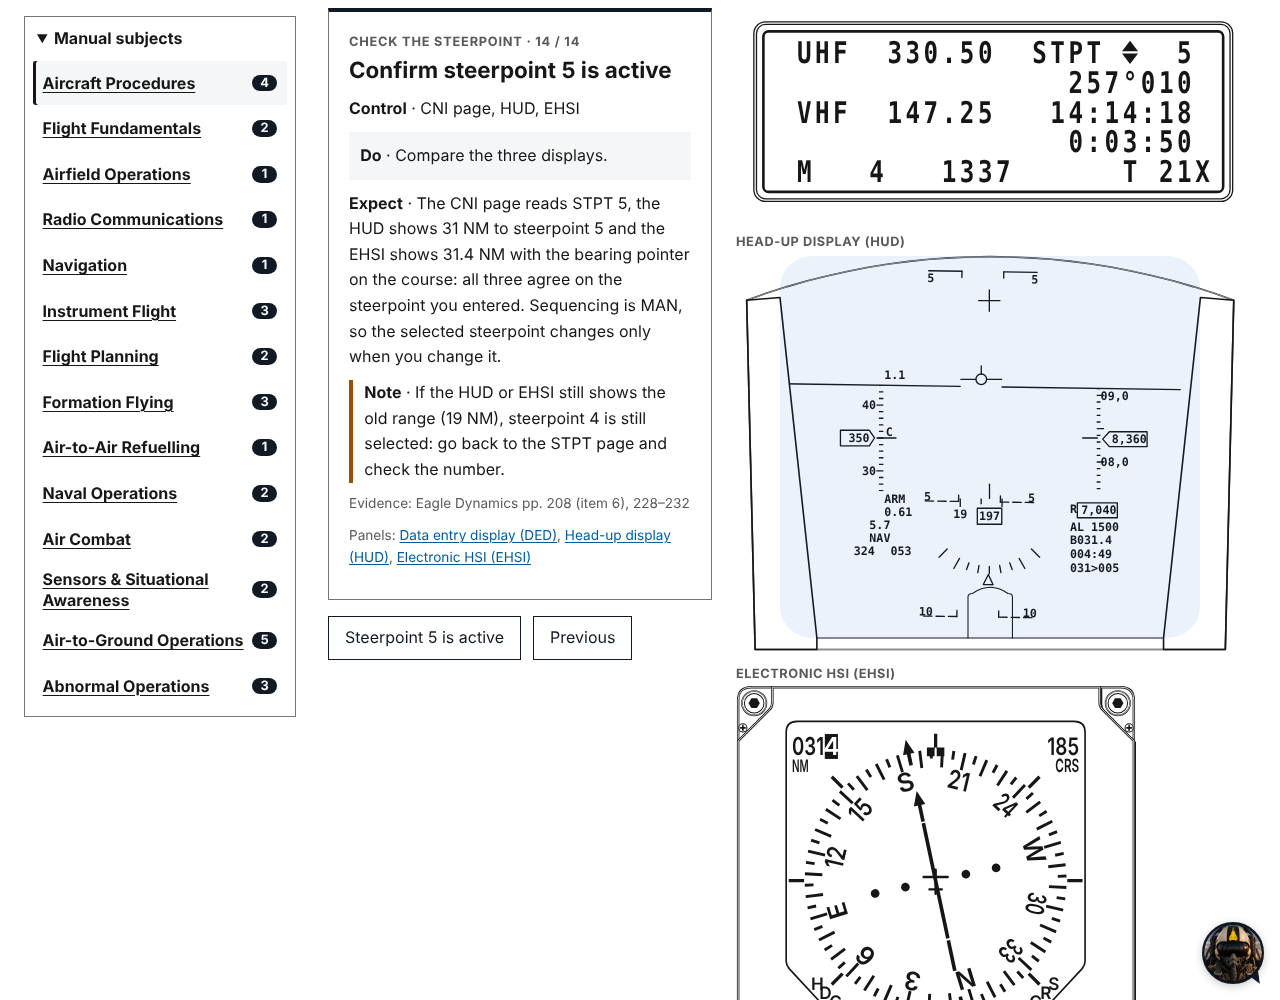 ▼ Manual subjects
Aircraft Procedures 4
Flight Fundamentals 2
Airfield Operations 1
Radio Communications 1
Navigation 1
Instrument Flight 3
Flight Planning 2
Formation Flying 3
Air-to-Air Refuelling 1
Naval Operations 2
Air Combat 2
Sensors & Situational
Awareness 2
Air-to-Ground Operations 5
Abnormal Operations 3
CHECK THE STEERPOINT · 14 / 14
Confirm steerpoint 5 is active
Control · CNI page, HUD, EHSI
Do · Compare the three displays.
Expect · The CNI page reads STPT 5, the
HUD shows 31 NM to steerpoint 5 and the
EHSI shows 31.4 NM with the bearing pointer
on the course: all three agree on the
steerpoint you entered. Sequencing is MAN,
so the selected steerpoint changes only
when you change it.
Note · If the HUD or EHSI still shows the
old range (19 NM), steerpoint 4 is still
selected: go back to the STPT page and
check the number.
Evidence: Eagle Dynamics pp. 208 (item 6), 228–232
Panels: Data entry display (DED), Head-up display
(HUD), Electronic HSI (EHSI)
Steerpoint 5 is active
Previous
UHF 330.50 STPT 5
257°010
VHF 147.25 14:14:18
0:03:50
M 4 1337 T 21X
HEAD-UP DISPLAY (HUD)
5 5
1.1
40 09,0
350 C 8,360
30 08,0
ARM 5 5 R 7,040
0.61 19 197
5.7 AL 1500
NAV B031.4
324 053 004:49
031>005
10 10
ELECTRONIC HSI (EHSI)
0314 185
NM CRS
S 21 24 W 30 33 N 3 6 E 12 15
HDG CRS